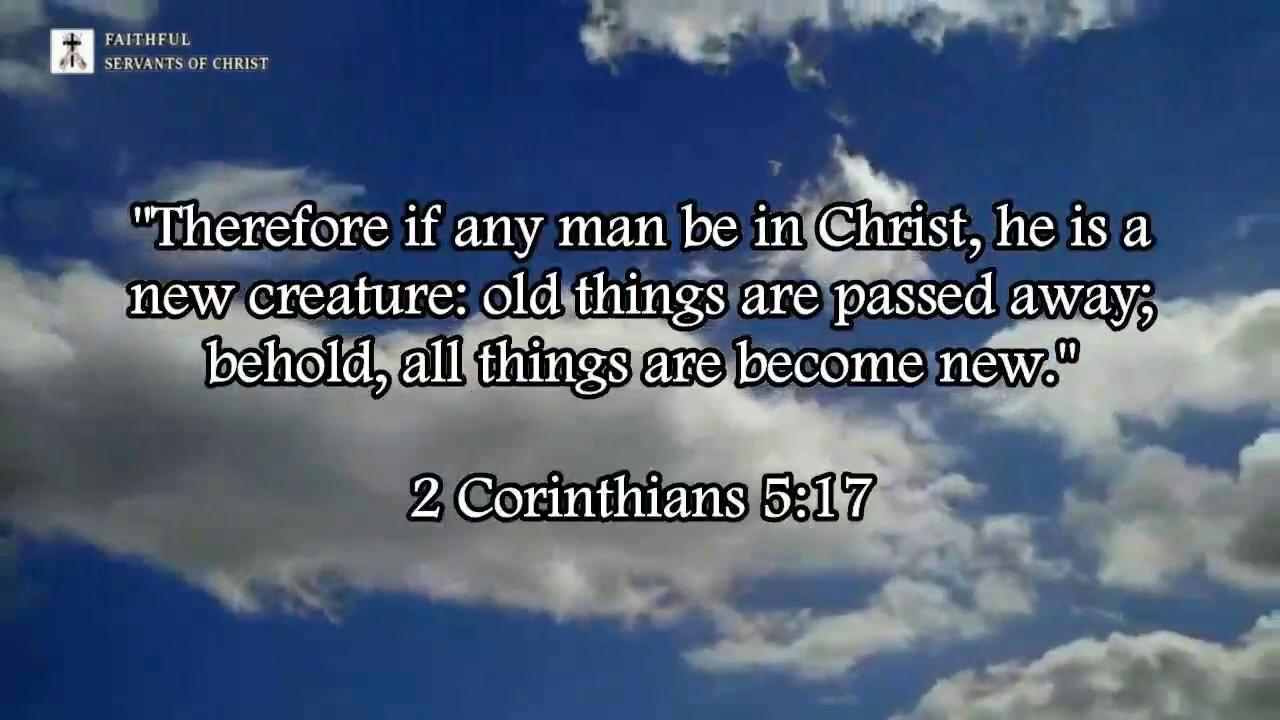 FAITHFUL
SERVANTS OF CHRIST
"Therefore if any man be in Christ, he is a
new creature: old things are passed away;
behold, all things are become new."
2 Corinthians 5:17